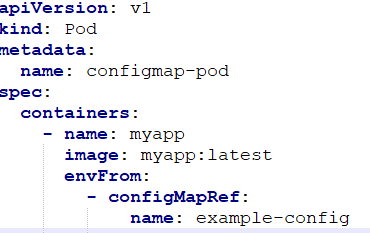 apiVersion: v1
kind: Pod
metadata:
  name: configmap-pod
spec:
  containers:
    - name: myapp
      image: myapp:latest
      envFrom:
        - configMapRef:
            name: example-config